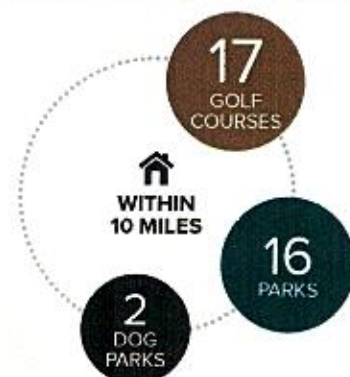 17
GOLF
COURSES
WITHIN
10 MILES
16
PARKS
2
DOG
PARKS